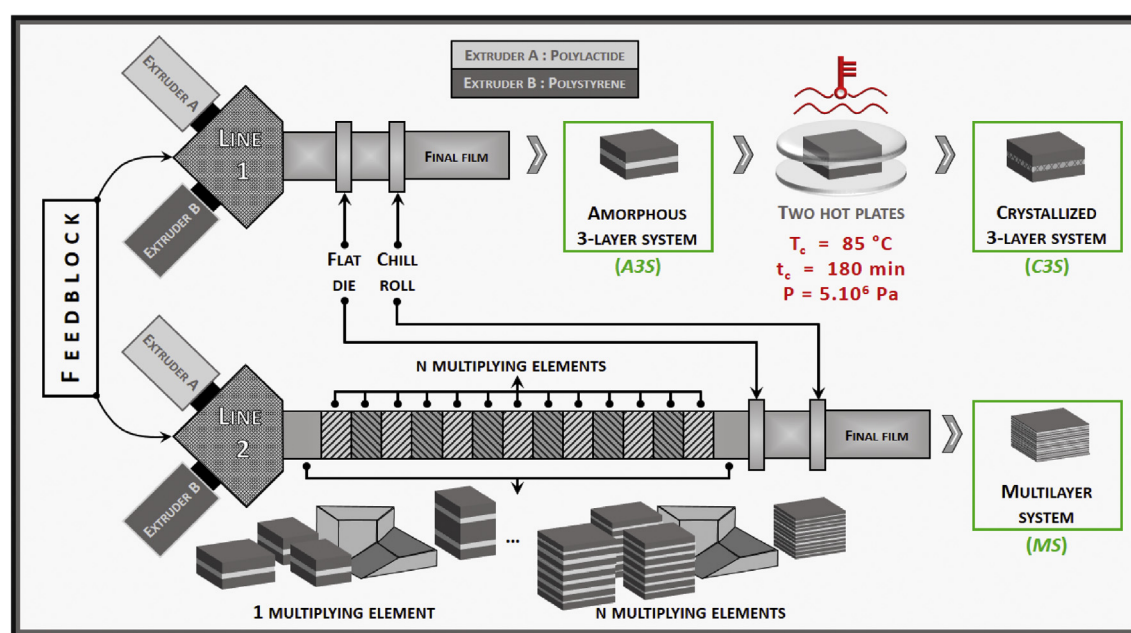 EXTRUDER A : POLYLACTIDE
EXTRUDER B : POLYSTYRENE
EXTRUDER A
LINE
1
EXTRUDER B
FINAL FILM
AMORPHOUS
3-LAYER SYSTEM
(A3S)
TWO HOT PLATES
Tc = 85 °C
tc = 180 min
P = 5.10⁶ Pa
CRYSTALLIZED
3-LAYER SYSTEM
(C3S)
FEEDBLOCK
FLAT
DIE
CHILL
ROLL
N MULTIPLYING ELEMENTS
EXTRUDER A
LINE
2
EXTRUDER B
FINAL FILM
MULTILAYER
SYSTEM
(MS)
...
1 MULTIPLYING ELEMENT
N MULTIPLYING ELEMENTS